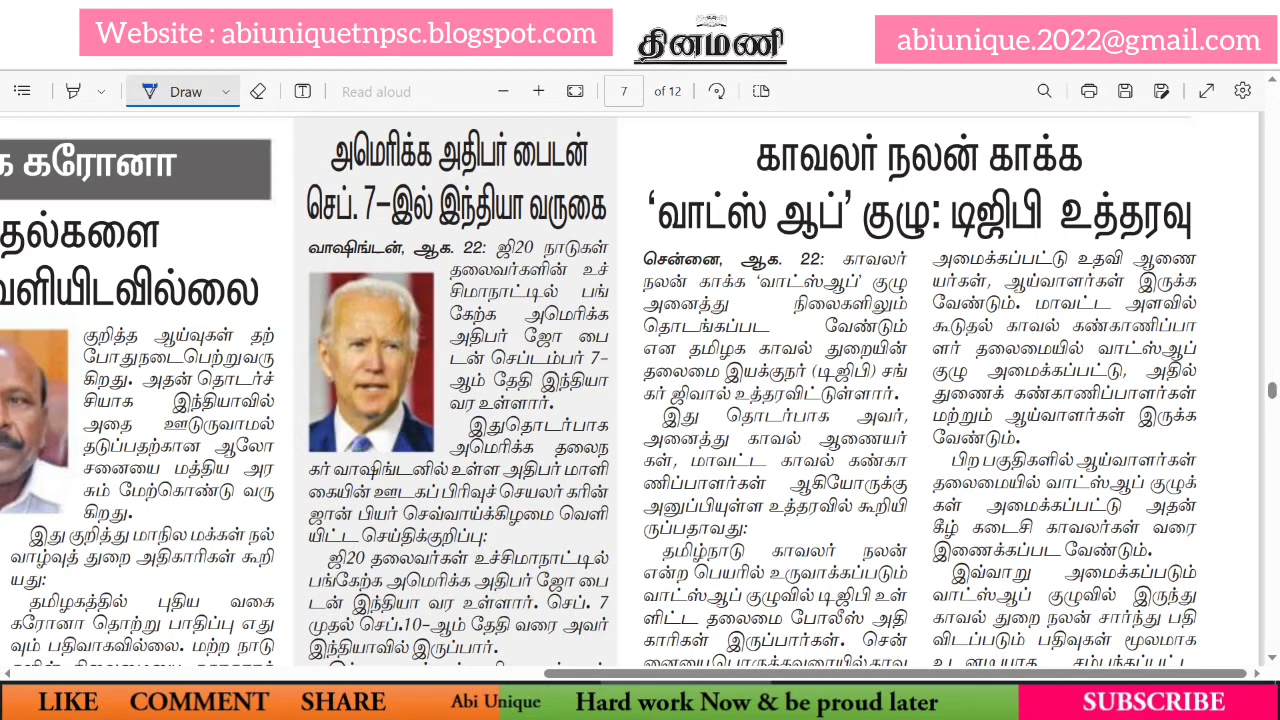 Website : abiuniquetnpsc.blogspot.com
தினமணி
abiunique.2022@gmail.com
Draw
Read aloud
7
of 12
க கரோனா
தல்களை
வளியிடவில்லை
குறித்த ஆய்வுகள் தற்
போது நடைபெற்று வரு
கிறது. அதன் தொடர்ச்
சியாக இந்தியாவில்
அதை ஊடுருவாமல்
தடுப்பதற்கான ஆலோ
சனையை மத்திய அர
சும் மேற்கொண்டு வரு
கிறது.
இது குறித்து மாநில மக்கள் நல்
வாழ்வுத் துறை அதிகாரிகள் கூறி
யது:
தமிழகத்தில் புதிய வகை
கரோனா தொற்று பாதிப்பு எது
வும் பதிவாகவில்லை. மற்ற நாடு
அமெரிக்க அதிபர் பைடன்
செப். 7-இல் இந்தியா வருகை
வாஷிங்டன், ஆக. 22: ஜி20 நாடுகள்
தலைவர்களின் உச்
சிமாநாட்டில் பங்
கேற்க அமெரிக்க
அதிபர் ஜோ பை
டன் செப்டம்பர் 7-
ஆம் தேதி இந்தியா
வர உள்ளார்.
இதுதொடர்பாக
அமெரிக்க தலைந
கர் வாஷிங்டனில் உள்ள அதிபர் மாளி
கையின் ஊடகப் பிரிவுச் செயலர் கரின்
ஜான் பியர் செவ்வாய்க்கிழமை வெளி
யிட்ட செய்திக்குறிப்பு:
ஜி20 தலைவர்கள் உச்சிமாநாட்டில்
பங்கேற்க அமெரிக்க அதிபர் ஜோ பை
டன் இந்தியா வர உள்ளார். செப். 7
முதல் செப்.10-ஆம் தேதி வரை அவர்
இந்தியாவில் இருப்பார்.
காவலர் நலன் காக்க
‘வாட்ஸ் ஆப்’ குழு: டிஜிபி உத்தரவு
சென்னை, ஆக. 22: காவலர்
நலன் காக்க ‘வாட்ஸ்ஆப்’ குழு
அனைத்து நிலைகளிலும்
தொடங்கப்பட வேண்டும்
என தமிழக காவல் துறையின்
தலைமை இயக்குநர் (டிஜிபி) சங்
கர் ஜிவால் உத்தரவிட்டுள்ளார்.
இது தொடர்பாக அவர்,
அனைத்து காவல் ஆணையர்
கள், மாவட்ட காவல் கண்கா
ணிப்பாளர்கள் ஆகியோருக்கு
அனுப்பியுள்ள உத்தரவில் கூறியி
ருப்பதாவது:
தமிழ்நாடு காவலர் நலன்
என்ற பெயரில் உருவாக்கப்படும்
வாட்ஸ்ஆப் குழுவில் டிஜிபி உள்
ளிட்ட தலைமை போலீஸ் அதி
காரிகள் இருப்பார்கள். சென்
னையை பொருத்தவரையில் காவ
அமைக்கப்பட்டு உதவி ஆணை
யர்கள், ஆய்வாளர்கள் இருக்க
வேண்டும். மாவட்ட அளவில்
கூடுதல் காவல் கண்காணிப்பா
ளர் தலைமையில் வாட்ஸ்ஆப்
குழு அமைக்கப்பட்டு, அதில்
துணைக் கண்காணிப்பாளர்கள்
மற்றும் ஆய்வாளர்கள் இருக்க
வேண்டும்.
பிற பகுதிகளில் ஆய்வாளர்கள்
தலைமையில் வாட்ஸ்ஆப் குழுக்
கள் அமைக்கப்பட்டு அதன்
கீழ் கடைசி காவலர்கள் வரை
இணைக்கப்பட வேண்டும்.
இவ்வாறு அமைக்கப்படும்
வாட்ஸ்ஆப் குழுவில் இருந்து
காவல் துறை நலன் சார்ந்து பதி
விடப்படும் பதிவுகள் மூலமாக
உடனடியாக சம்பந்தப்பட்ட
LIKE COMMENT SHARE
Abi Unique
Hard work Now & be proud later
SUBSCRIBE